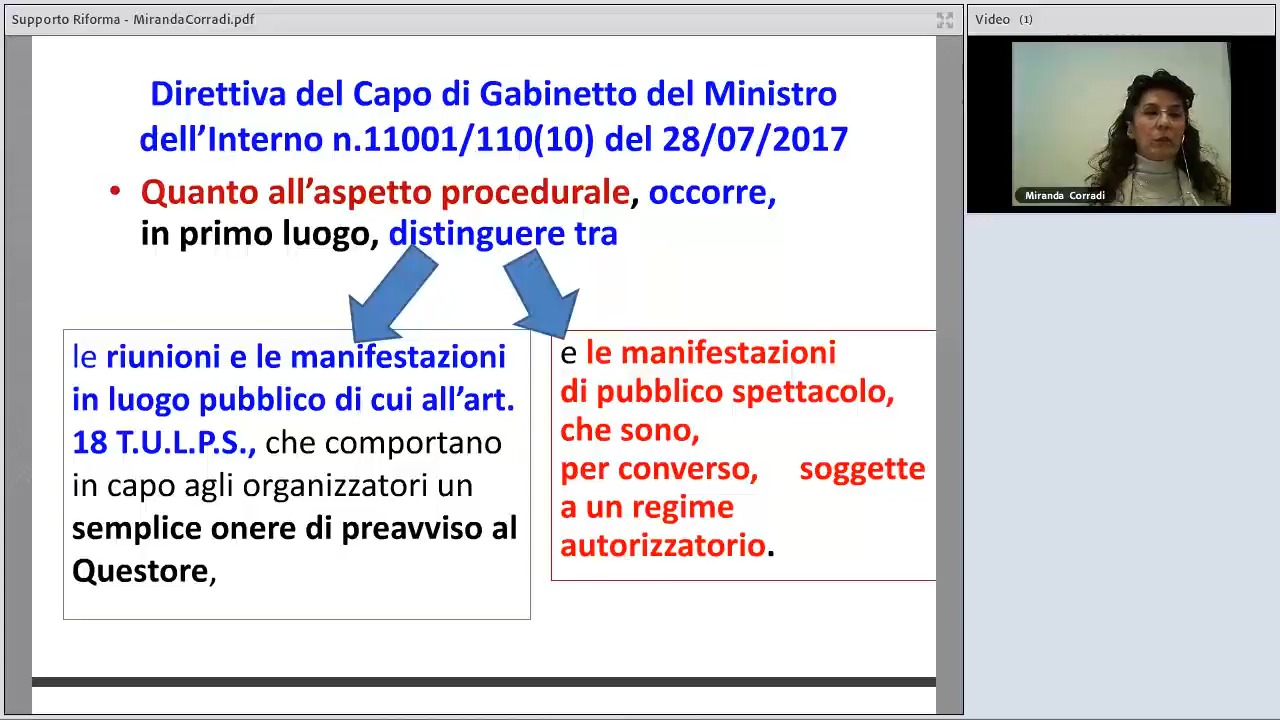 Supporto Riforma - MirandaCorradi.pdf
Video (1)
Direttiva del Capo di Gabinetto del Ministro
dell’Interno n.11001/110(10) del 28/07/2017
• Quanto all’aspetto procedurale, occorre,
in primo luogo, distinguere tra
le riunioni e le manifestazioni
in luogo pubblico di cui all’art.
18 T.U.L.P.S., che comportano
in capo agli organizzatori un
semplice onere di preavviso al
Questore,
e le manifestazioni
di pubblico spettacolo,
che sono,
per converso, soggette
a un regime
autorizzatorio.
Miranda Corradi